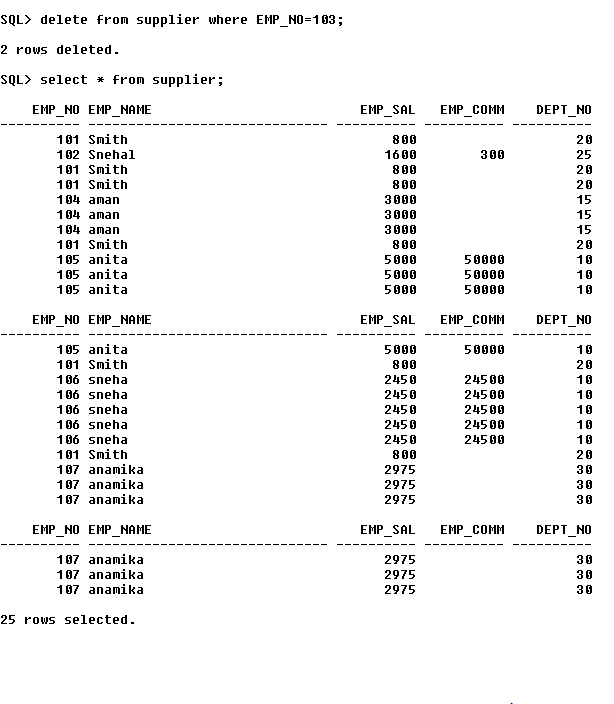 SQL> delete from supplier where EMP_NO=103;
2 rows deleted.
SQL> select * from supplier;
EMP_NO EMP_NAME EMP_SAL EMP_COMM DEPT_NO
---------- ------------------------------ ---------- ---------- ----------
101 Smith 800 20
102 Snehal 1600 300 25
101 Smith 800 20
101 Smith 800 20
104 aman 3000 15
104 aman 3000 15
104 aman 3000 15
101 Smith 800 20
105 anita 5000 50000 10
105 anita 5000 50000 10
105 anita 5000 50000 10
EMP_NO EMP_NAME EMP_SAL EMP_COMM DEPT_NO
---------- ------------------------------ ---------- ---------- ----------
105 anita 5000 50000 10
101 Smith 800 20
106 sneha 2450 24500 10
106 sneha 2450 24500 10
106 sneha 2450 24500 10
106 sneha 2450 24500 10
106 sneha 2450 24500 10
101 Smith 800 20
107 anamika 2975 30
107 anamika 2975 30
107 anamika 2975 30
EMP_NO EMP_NAME EMP_SAL EMP_COMM DEPT_NO
---------- ------------------------------ ---------- ---------- ----------
107 anamika 2975 30
107 anamika 2975 30
107 anamika 2975 30
25 rows selected.